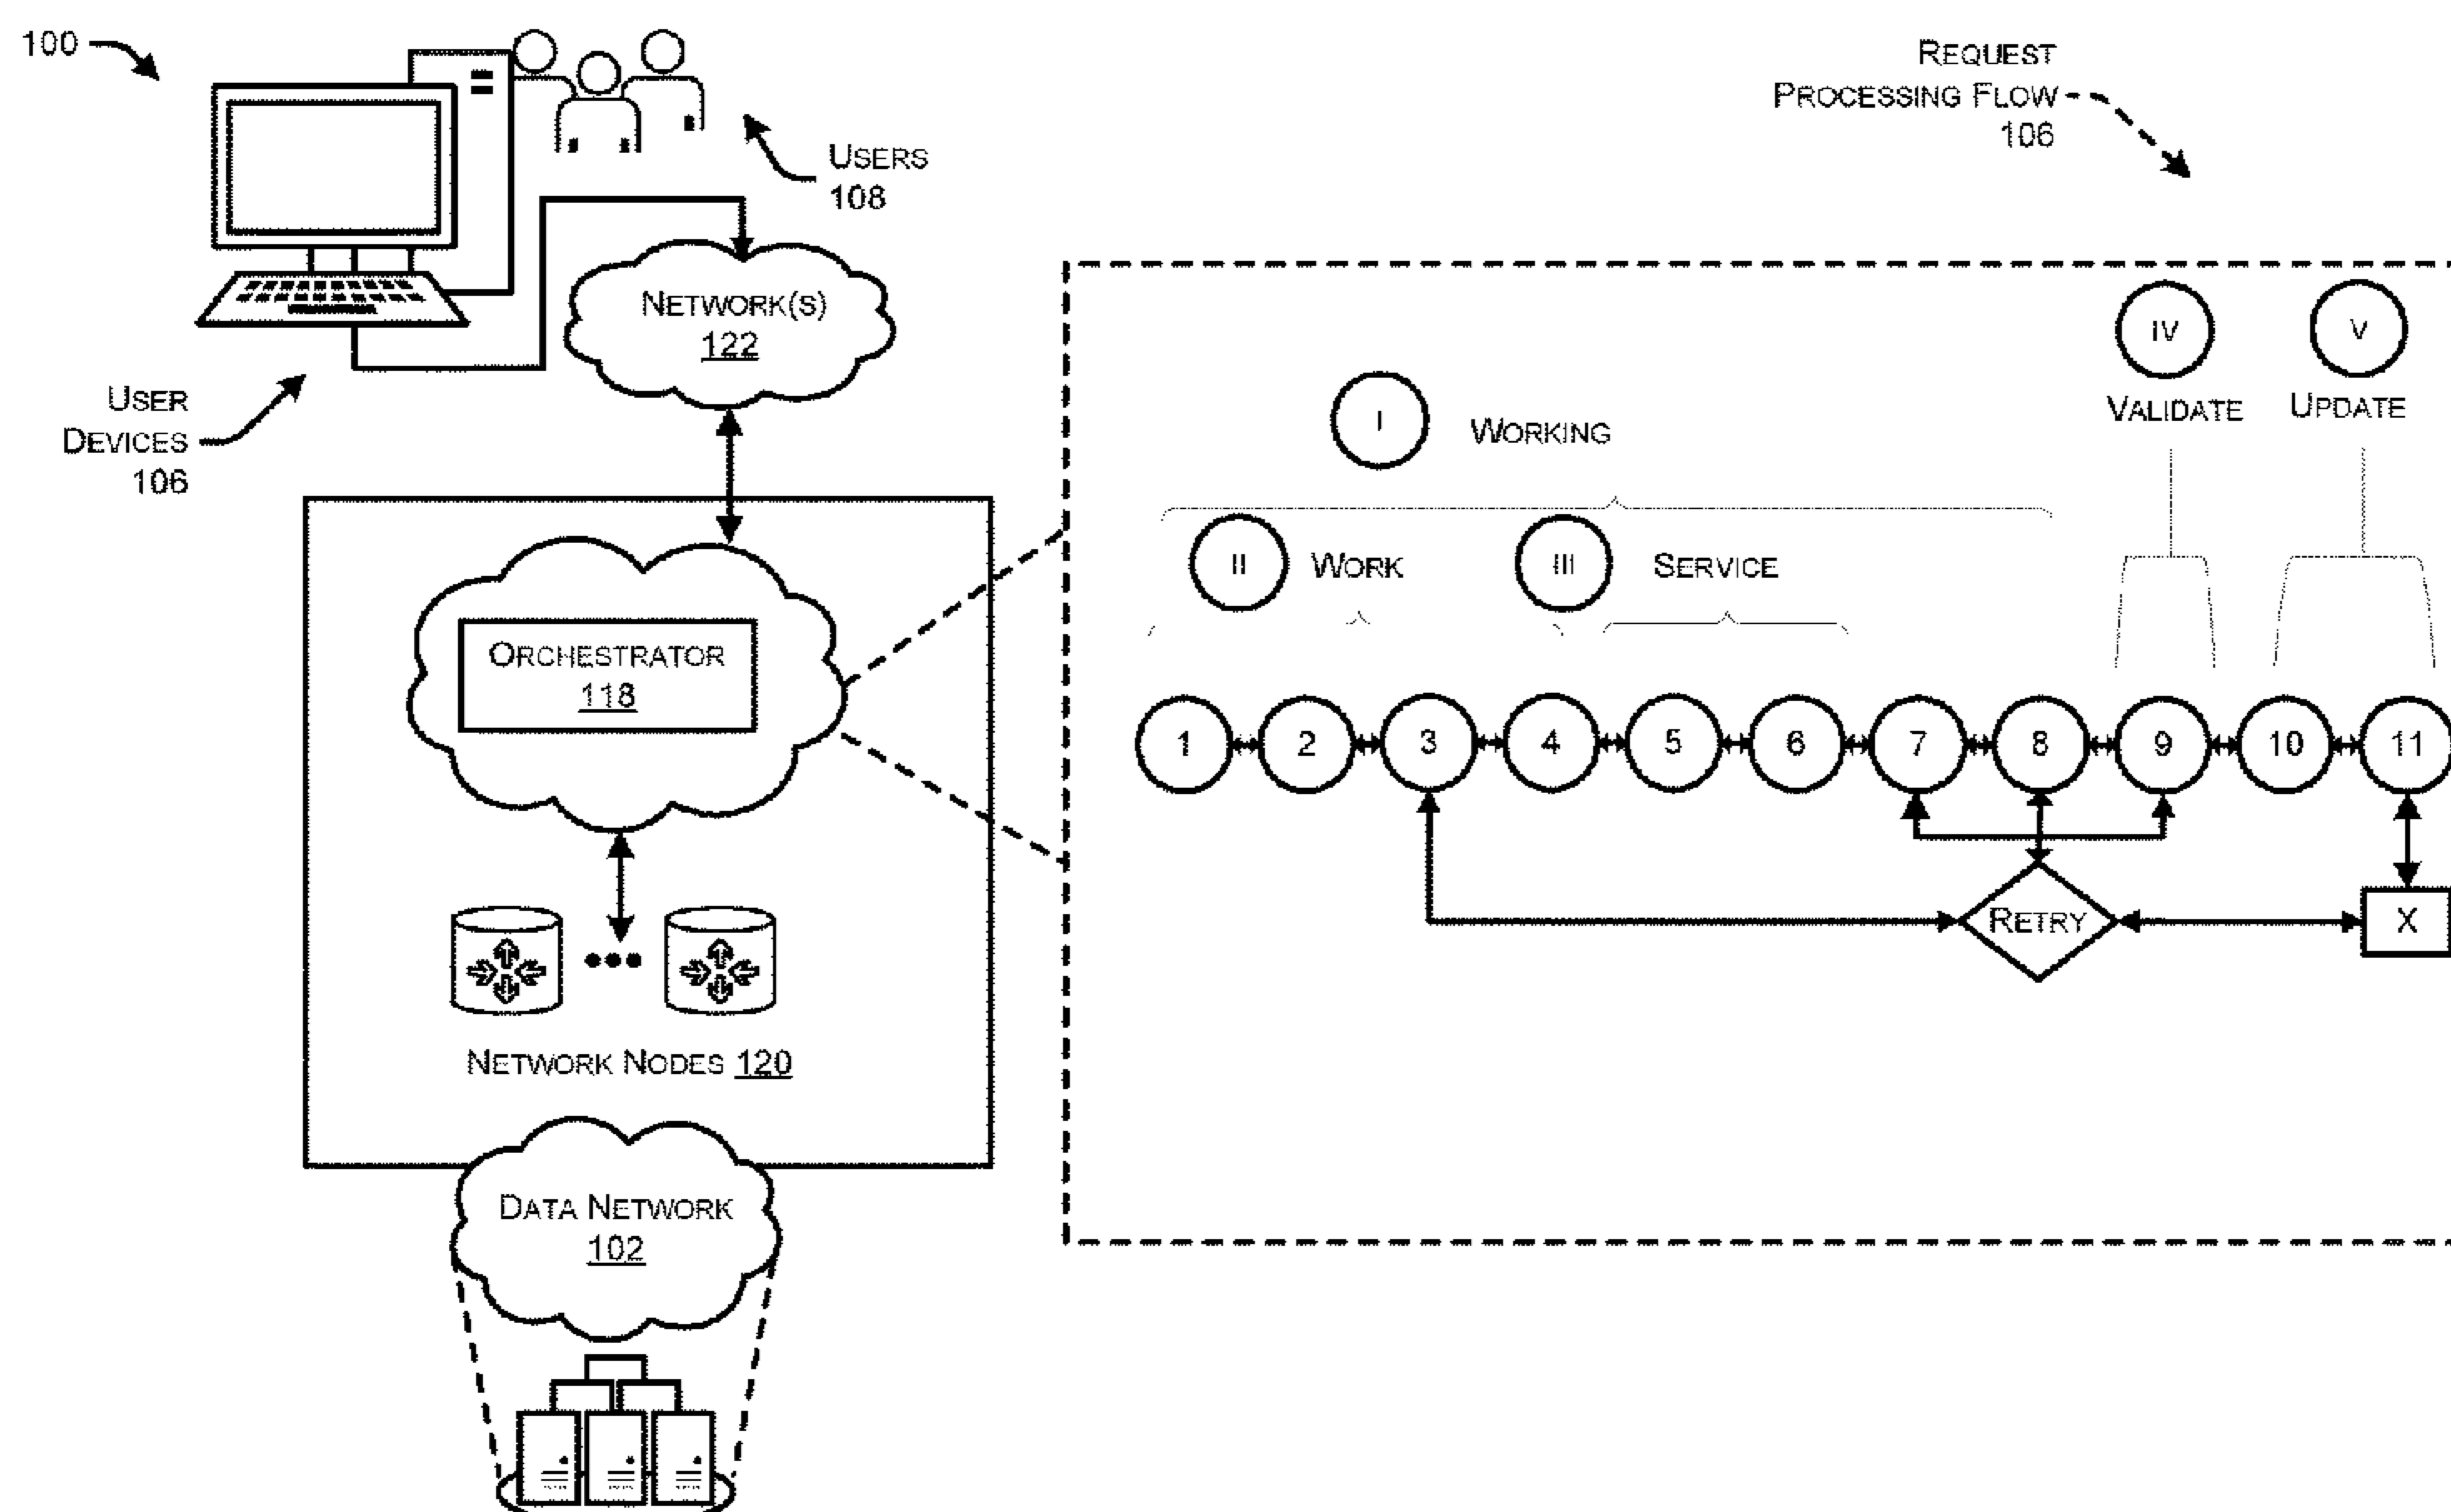 100
USERS
108
USER
DEVICES
106
NETWORK(S)
122
ORCHESTRATOR
118
NETWORK NODES 120
DATA NETWORK
102
REQUEST
PROCESSING FLOW
106
I WORKING
II WORK
III SERVICE
IV
VALIDATE
V
UPDATE
1 2 3 4 5 6 7 8 9 10 11
RETRY
X